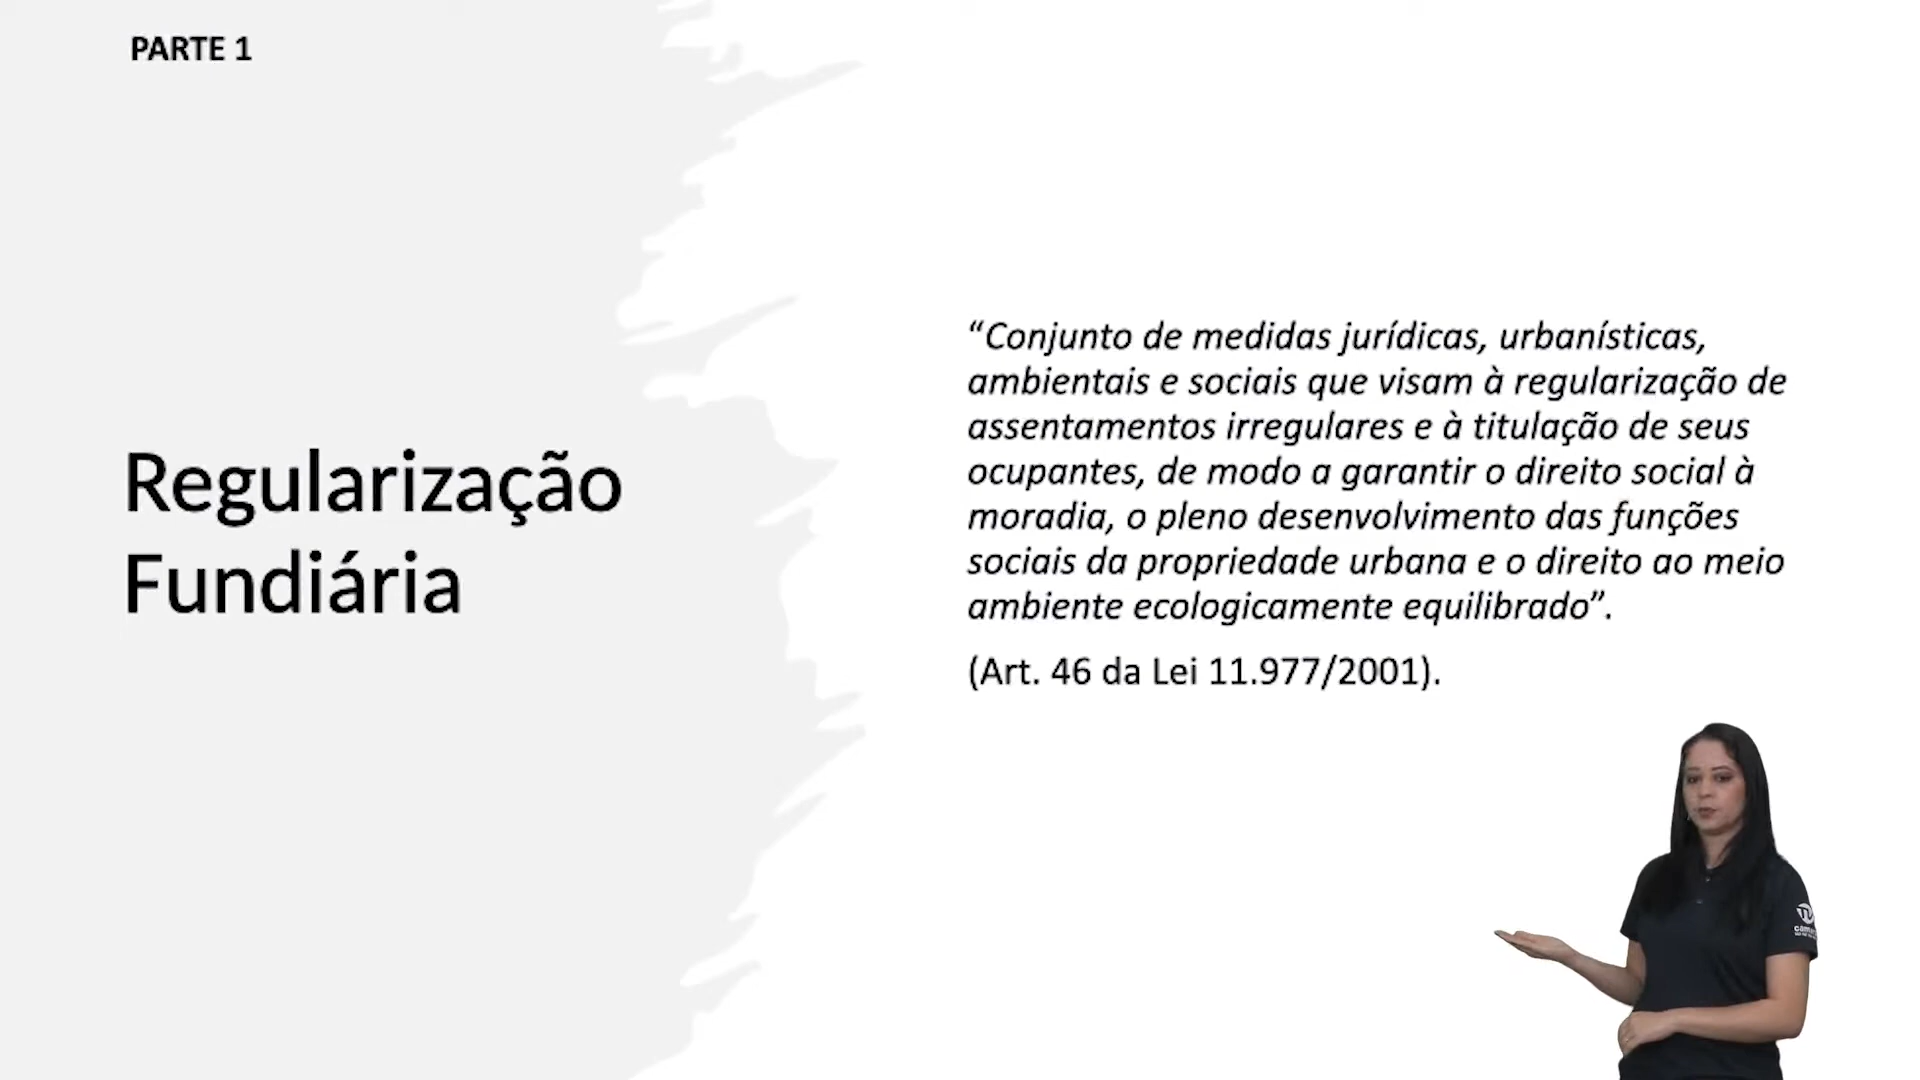 PARTE 1
Regularização
Fundiária
“Conjunto de medidas jurídicas, urbanísticas,
ambientais e sociais que visam à regularização de
assentamentos irregulares e à titulação de seus
ocupantes, de modo a garantir o direito social à
moradia, o pleno desenvolvimento das funções
sociais da propriedade urbana e o direito ao meio
ambiente ecologicamente equilibrado”.
(Art. 46 da Lei 11.977/2001).